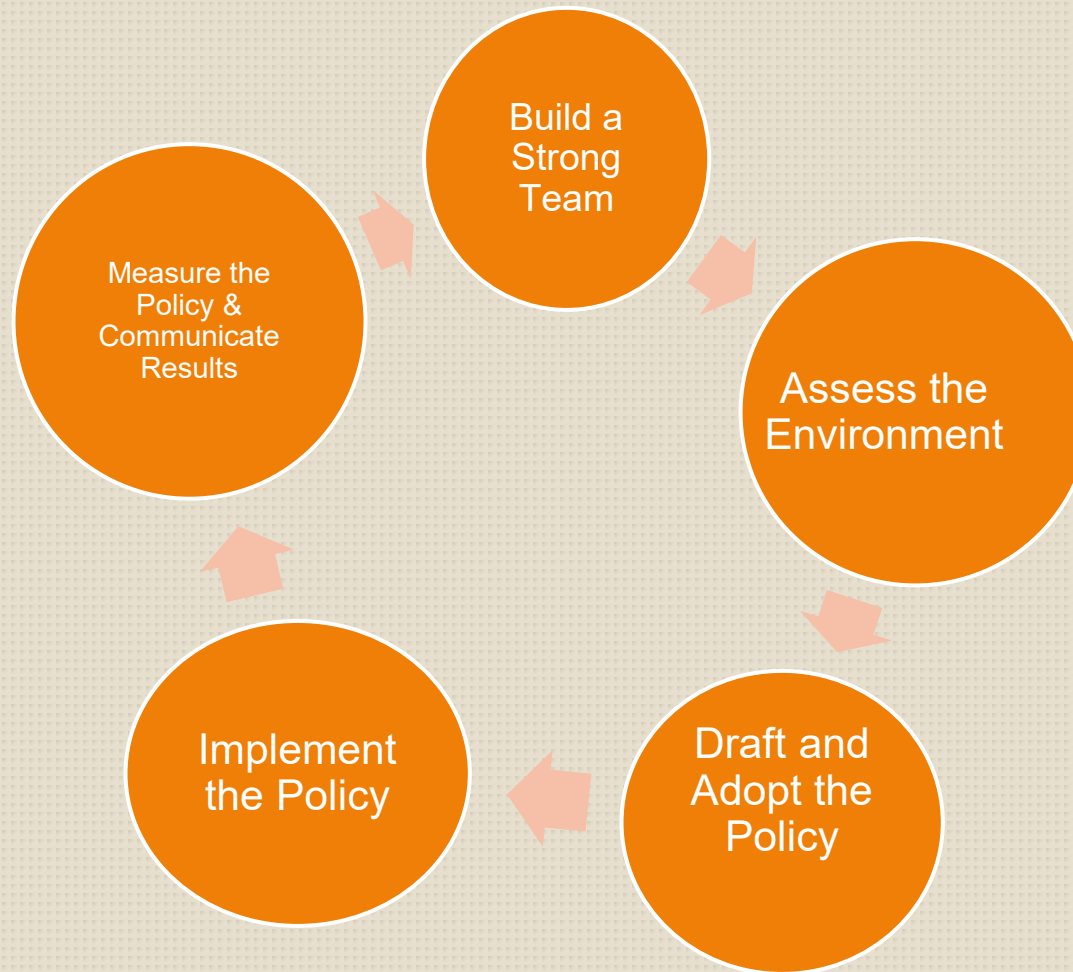 Build a
Strong
Team
Assess the
Environment
Draft and
Adopt the
Policy
Implement
the Policy
Measure the
Policy &
Communicate
Results